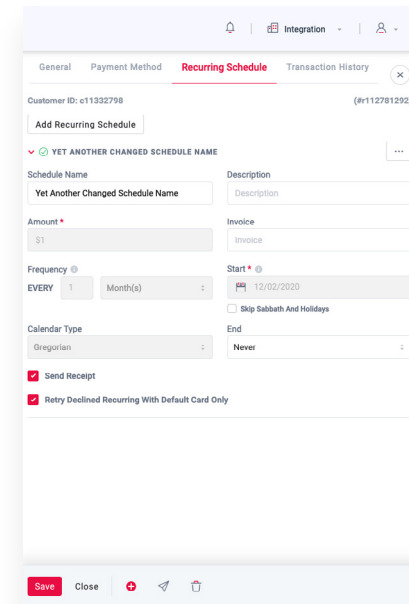 Integration
General Payment Method Recurring Schedule Transaction History
Customer ID: c11332798 (#r112781292
Add Recurring Schedule
YET ANOTHER CHANGED SCHEDULE NAME
Schedule Name Description
Yet Another Changed Schedule Name Description
Amount * Invoice
$1 Invoice
Frequency Start *
EVERY 1 Month(s) 12/02/2020
Skip Sabbath And Holidays
Calendar Type End
Gregorian Never
Send Receipt
Retry Declined Recurring With Default Card Only
Save Close